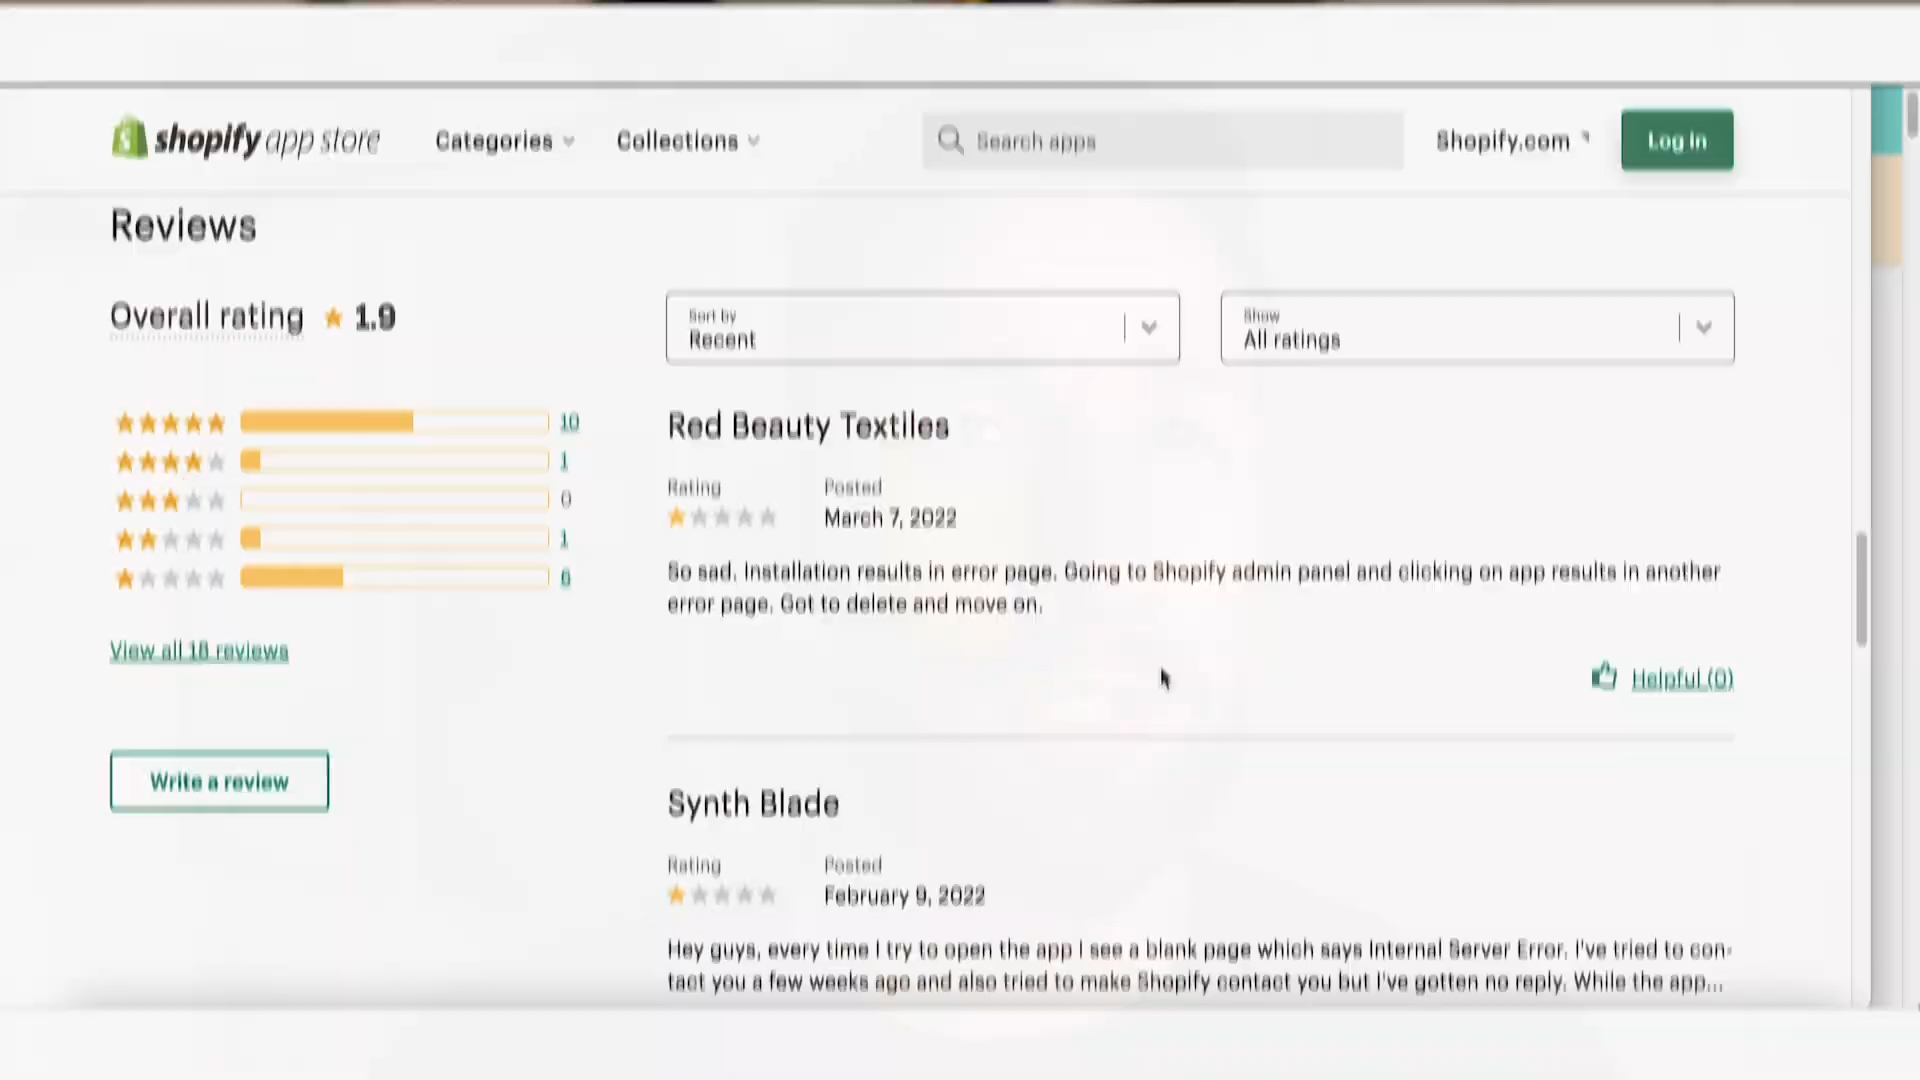 shopify app store
Categories
Collections
Search apps
Shopify.com
Log in
Reviews
Overall rating 1.9
Sort by
Recent
Show
All ratings
10
1
0
1
6
View all 18 reviews
Write a review
Red Beauty Textiles
Rating
Posted
March 7, 2022
So sad. Installation results in error page. Going to Shopify admin panel and clicking on app results in another
error page. Got to delete and move on.
Helpful (0)
Synth Blade
Rating
Posted
February 9, 2022
Hey guys, every time I try to open the app I see a blank page which says Internal Server Error. I've tried to con-
tact you a few weeks ago and also tried to make Shopify contact you but I've gotten no reply. While the app...